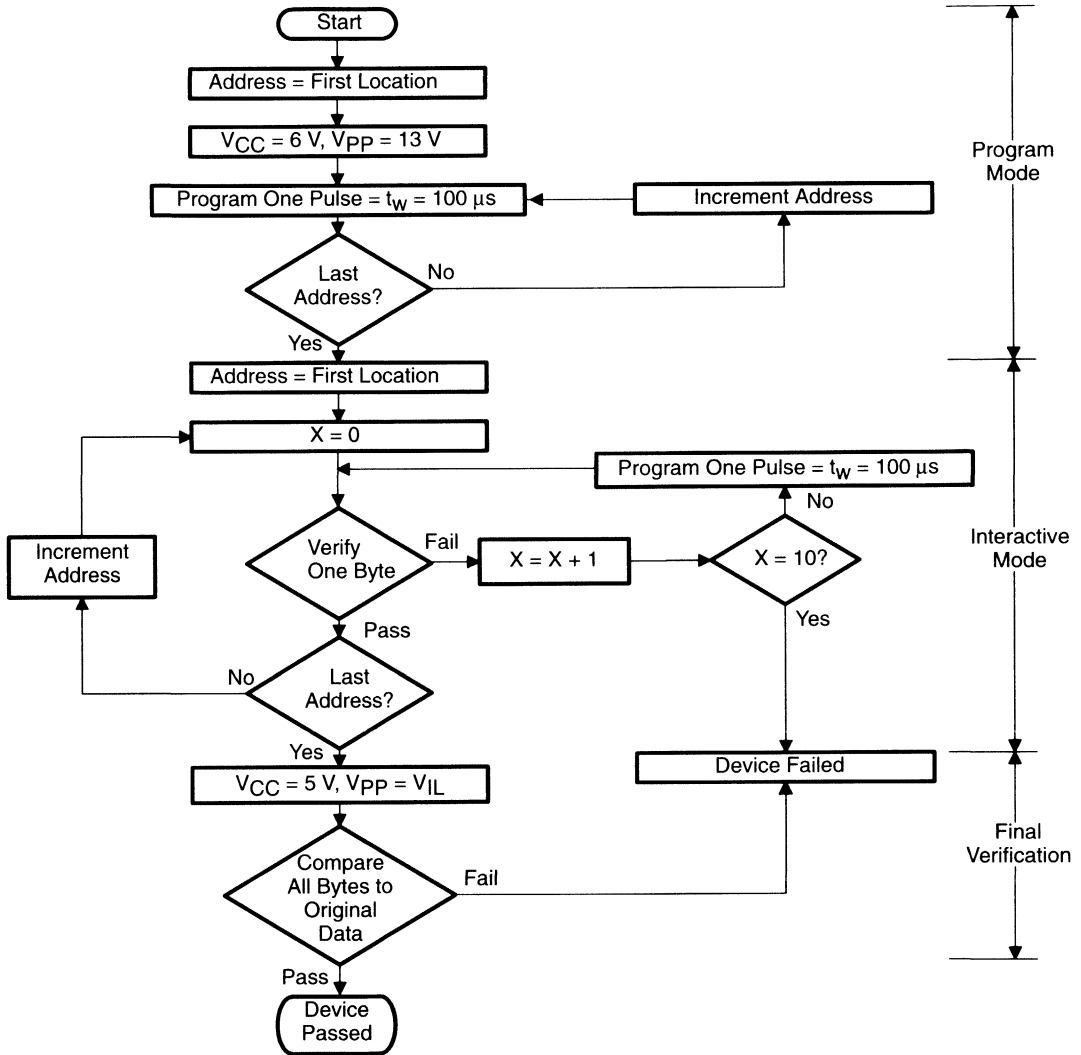 Start
Address = First Location
VCC = 6 V, VPP = 13 V
Program
Mode
Program One Pulse = tw = 100 μs
Increment Address
Last
Address?
No
Yes
Address = First Location
X = 0
Program One Pulse = tw = 100 μs
No
Increment
Address
Verify
One Byte
Fail
X = X + 1
X = 10?
Interactive
Mode
Yes
Pass
No
Last
Address?
Yes
VCC = 5 V, VPP = VIL
Device Failed
Final
Verification
Compare
All Bytes to
Original
Data
Fail
Pass
Device
Passed